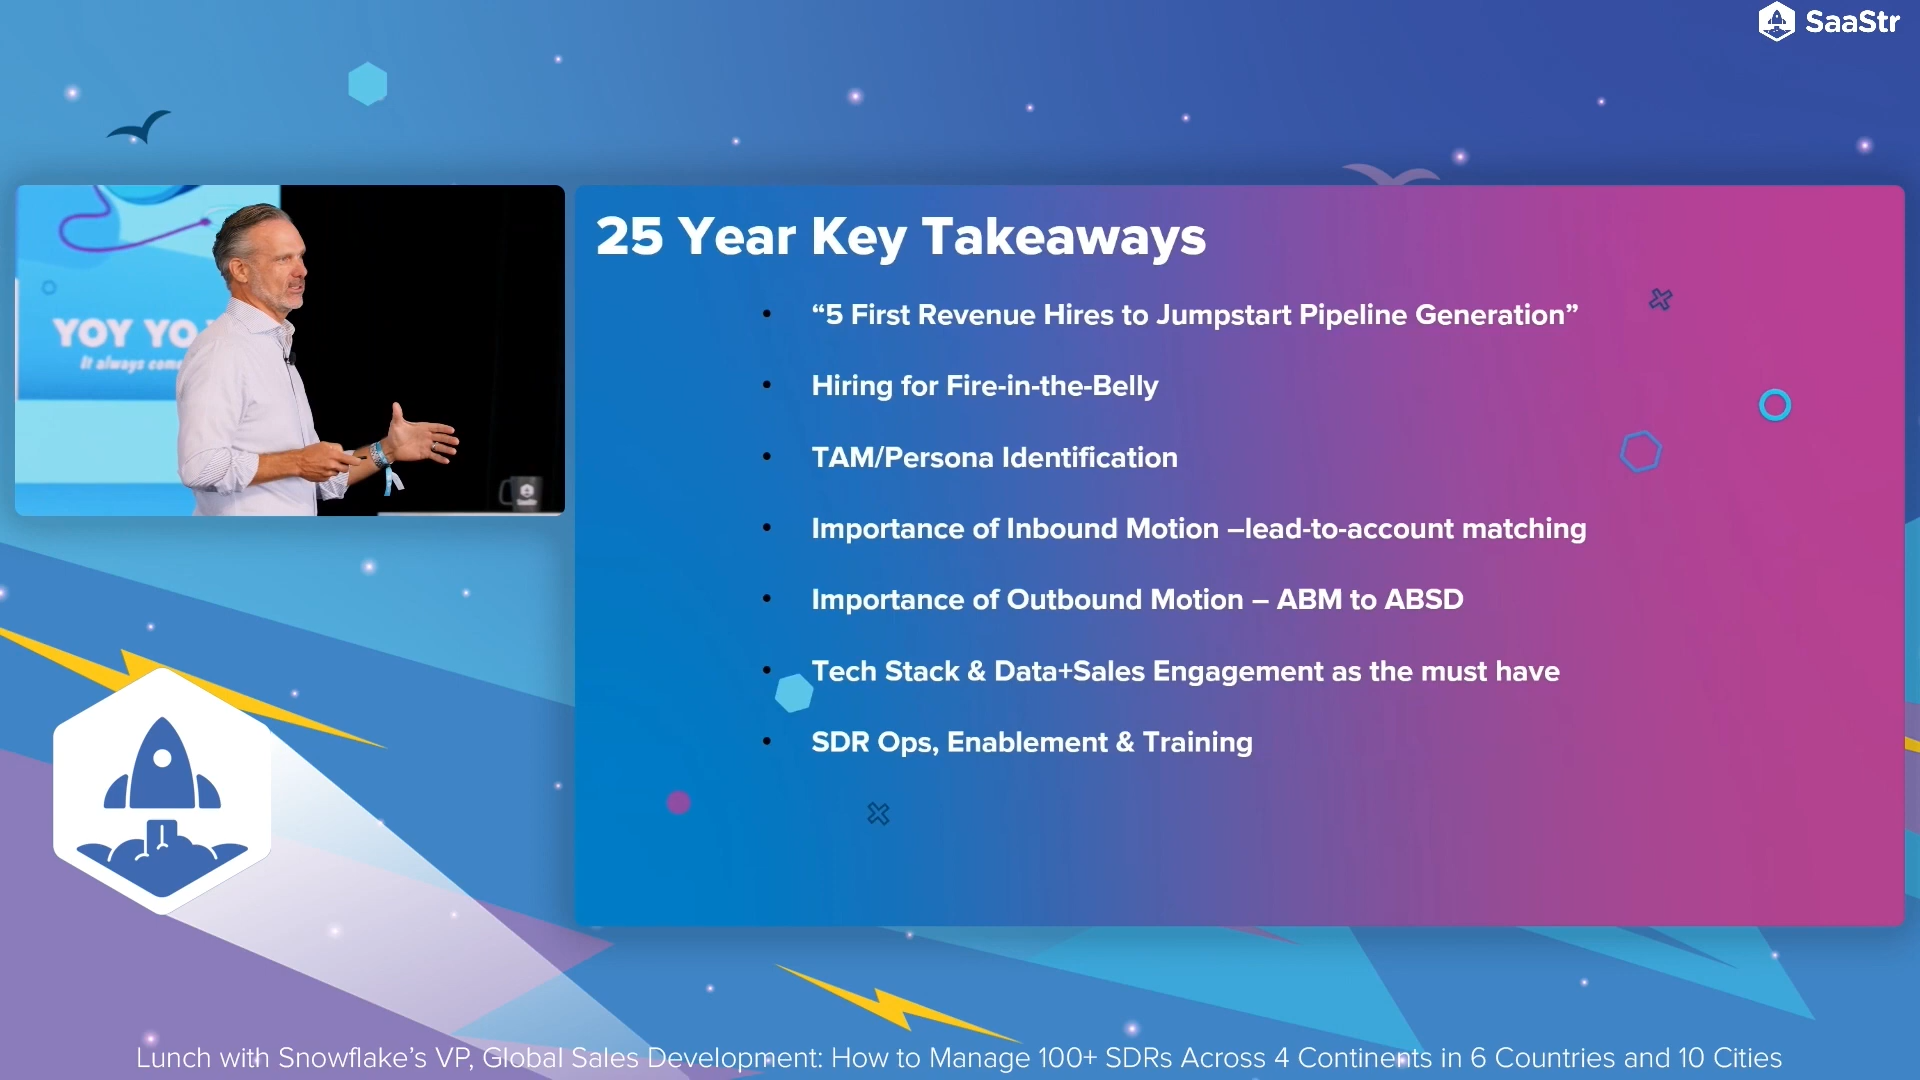 SaaStr
YOY YO
It always come
25 Year Key Takeaways
• “5 First Revenue Hires to Jumpstart Pipeline Generation”
• Hiring for Fire-in-the-Belly
• TAM/Persona Identification
• Importance of Inbound Motion –lead-to-account matching
• Importance of Outbound Motion – ABM to ABSD
• Tech Stack & Data+Sales Engagement as the must have
• SDR Ops, Enablement & Training
Lunch with Snowflake’s VP, Global Sales Development: How to Manage 100+ SDRs Across 4 Continents in 6 Countries and 10 Cities